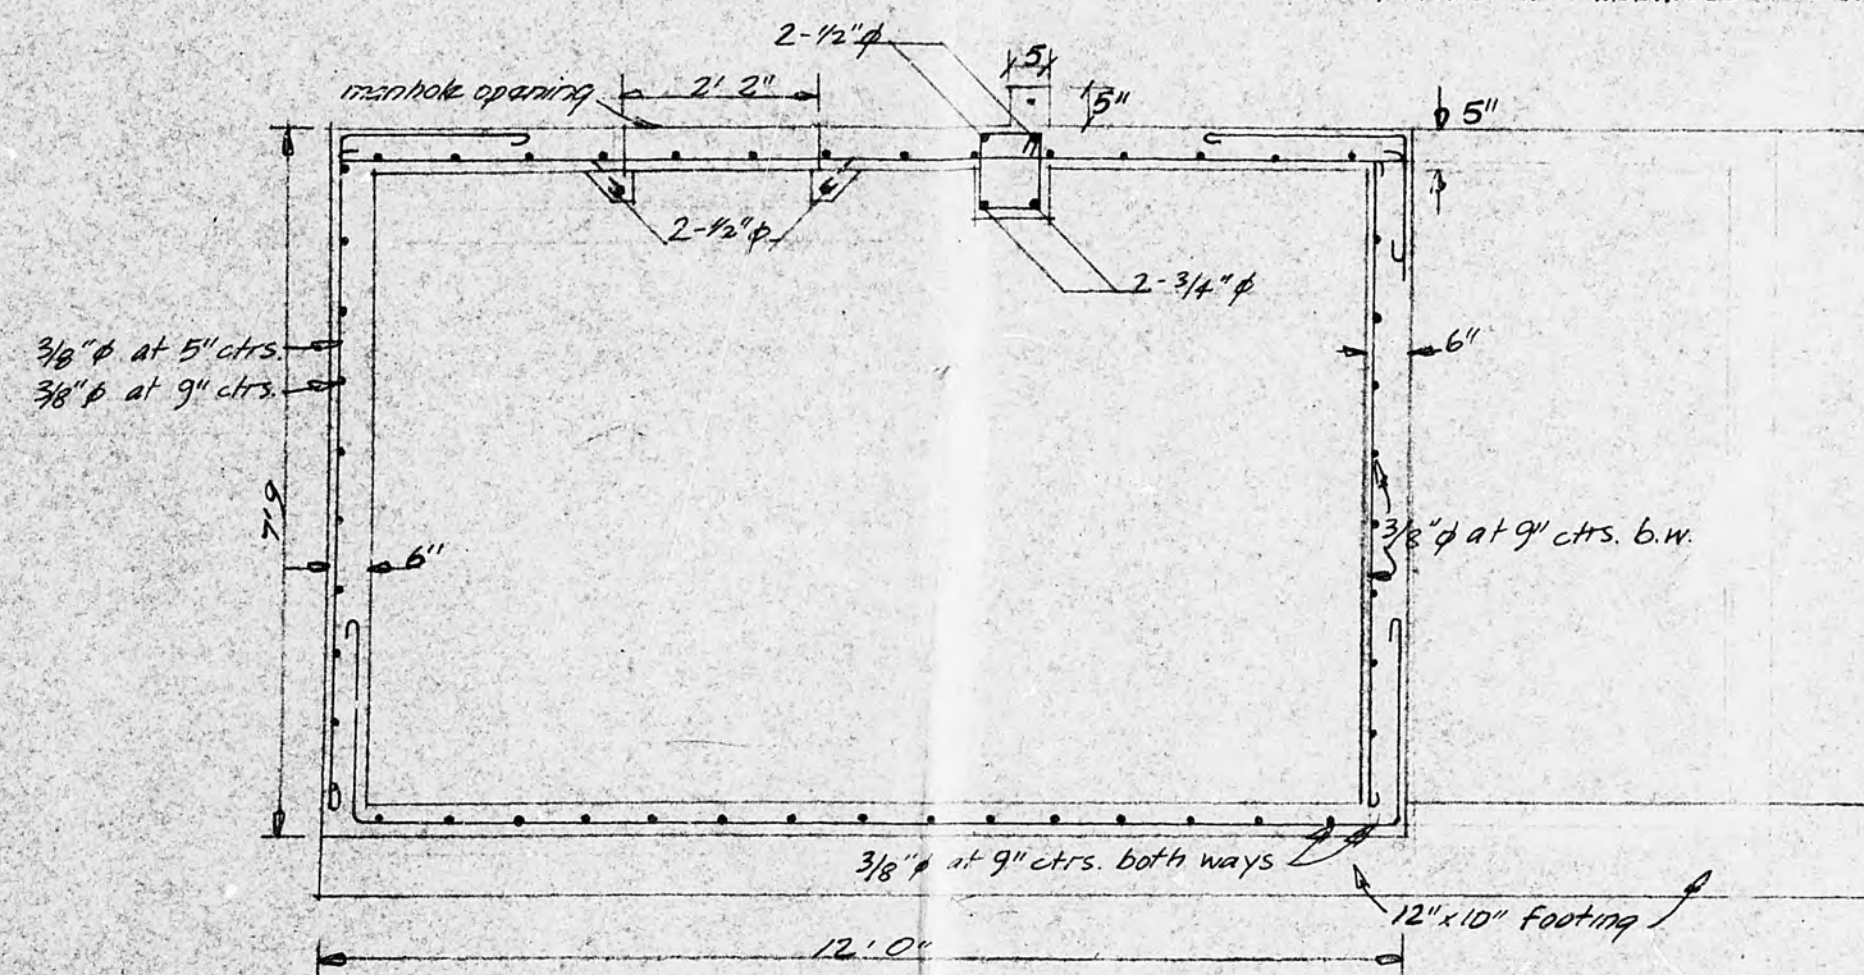 2-1/2"φ
5
manhole opening
2' 2"
5"
5"
2-1/2"φ
2-3/4"φ
3/8"φ at 5" ctrs.
3/8"φ at 9" ctrs.
6"
7'9
6"
3/8"φ at 9" ctrs. b.w.
3/8"φ at 9" ctrs. both ways
12"x10" footing
12'0"